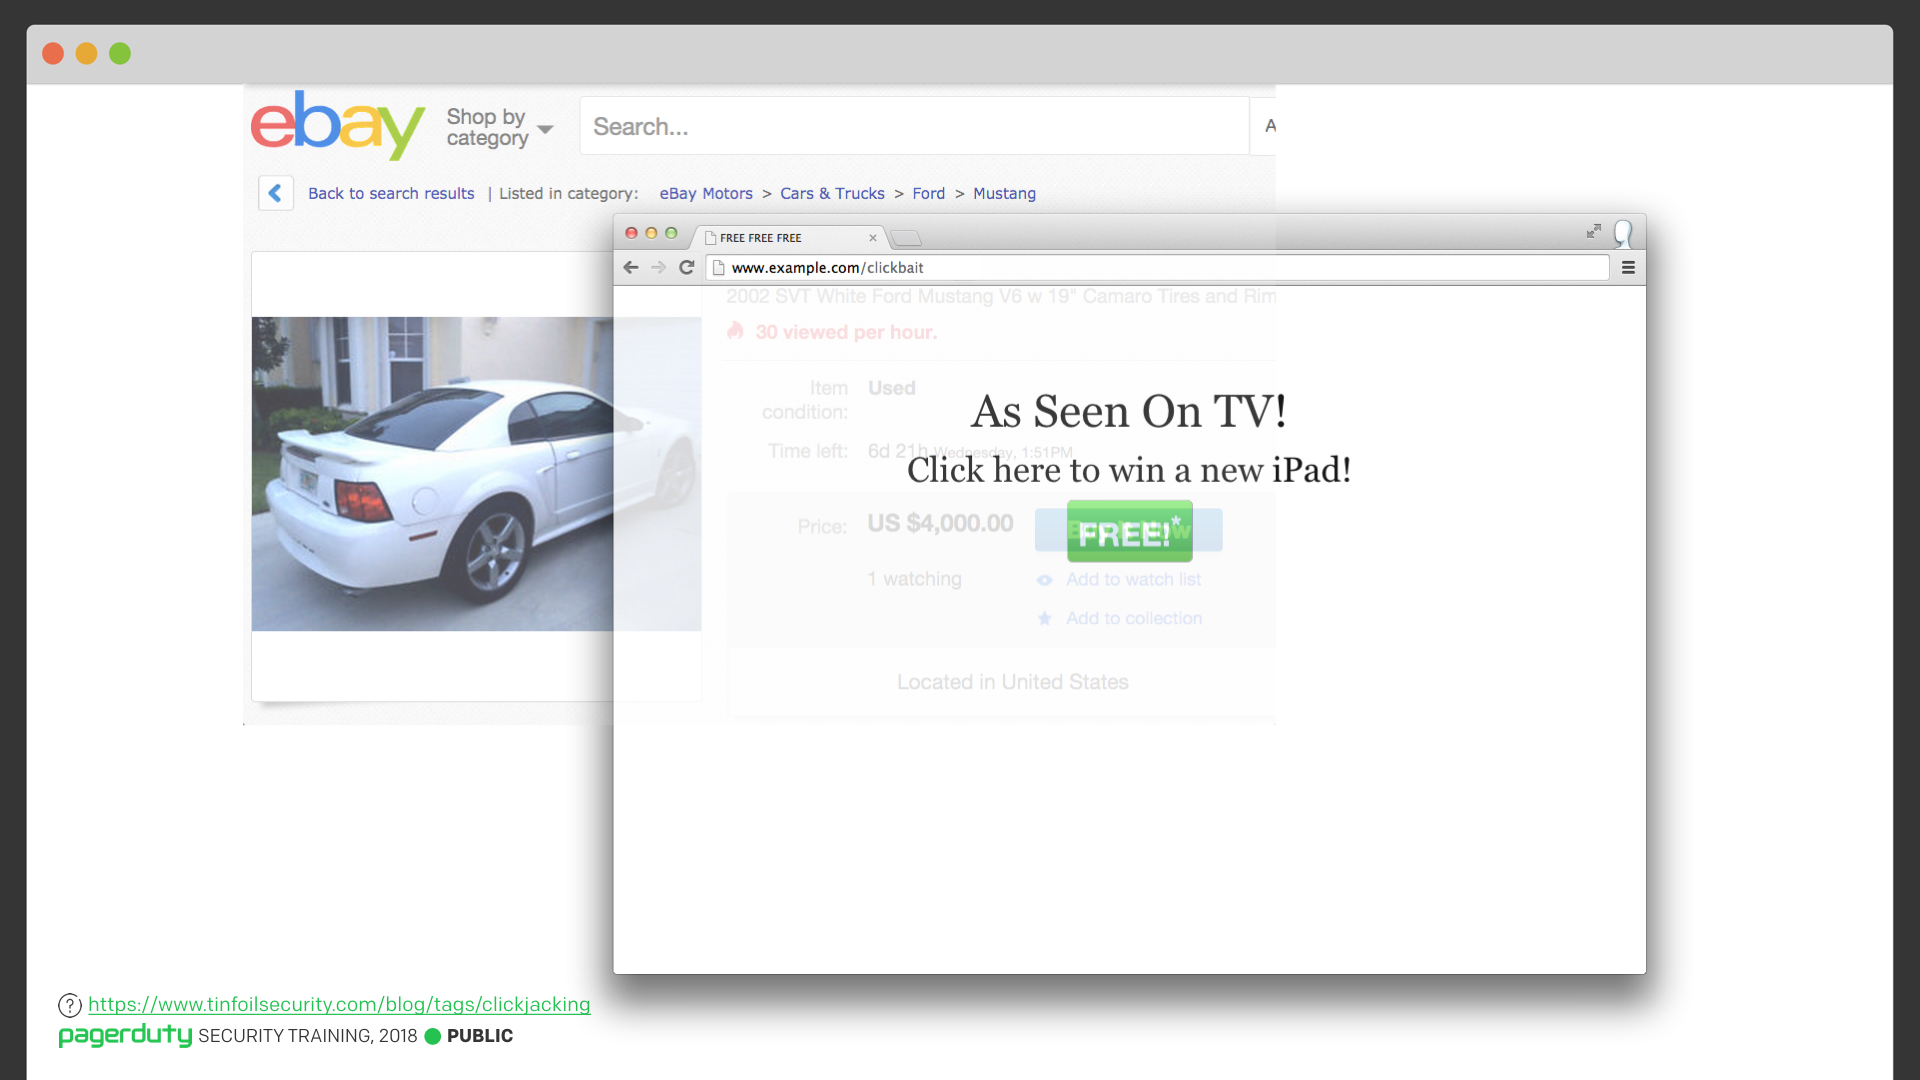 ebay
Shop by
category
Search...
A
Back to search results | Listed in category: eBay Motors > Cars & Trucks > Ford > Mustang
FREE FREE FREE
www.example.com/clickbait
2002 SVT White Ford Mustang V6 w 19" Camaro Tires and Rim
30 viewed per hour.
Item
condition:
Used
As Seen On TV!
Time left: 6d 21h Wednesday, 1:51PM
Click here to win a new iPad!
Price: US $4,000.00
FREE!*
1 watching
Add to watch list
Add to collection
Located in United States
https://www.tinfoilsecurity.com/blog/tags/clickjacking
pagerduty SECURITY TRAINING, 2018 PUBLIC